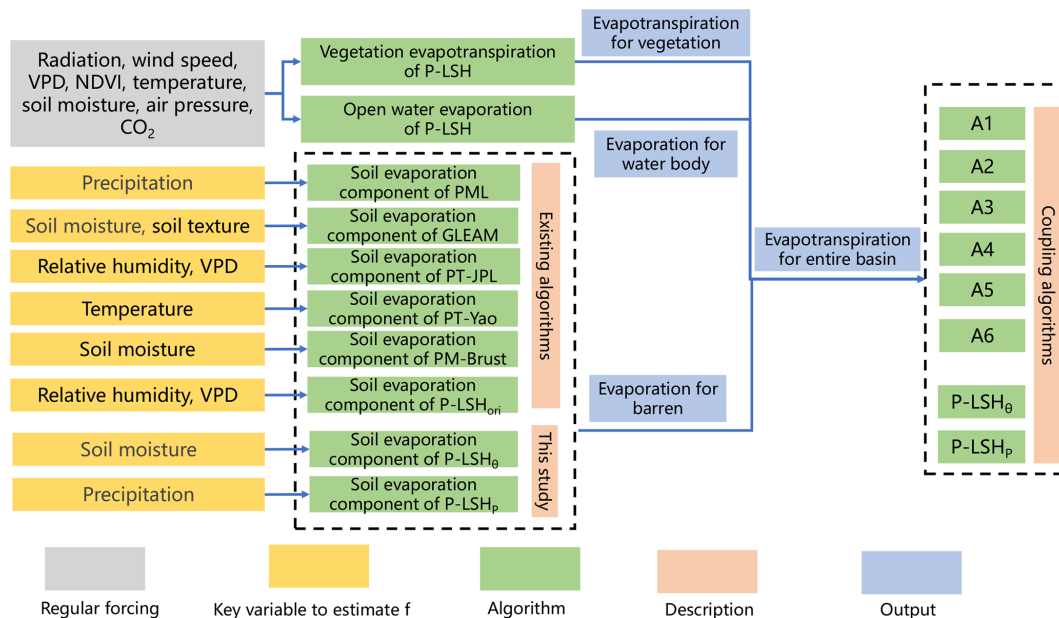 Radiation, wind speed,
VPD, NDVI, temperature,
soil moisture, air pressure,
CO₂
Vegetation evapotranspiration
of P-LSH
Open water evaporation
of P-LSH
Evapotranspiration
for vegetation
Evaporation for
water body
Precipitation
Soil evaporation
component of PML
Soil moisture, soil texture
Soil evaporation
component of GLEAM
Relative humidity, VPD
Soil evaporation
component of PT-JPL
Temperature
Soil evaporation
component of PT-Yao
Soil moisture
Soil evaporation
component of PM-Brust
Relative humidity, VPD
Soil evaporation
component of P-LSHori
Existing algorithms
Soil moisture
Soil evaporation
component of P-LSHθ
Precipitation
Soil evaporation
component of P-LSHP
This study
Evaporation for
barren
Evapotranspiration
for entire basin
A1
A2
A3
A4
A5
A6
P-LSHθ
P-LSHP
Coupling algorithms
Regular forcing
Key variable to estimate f
Algorithm
Description
Output